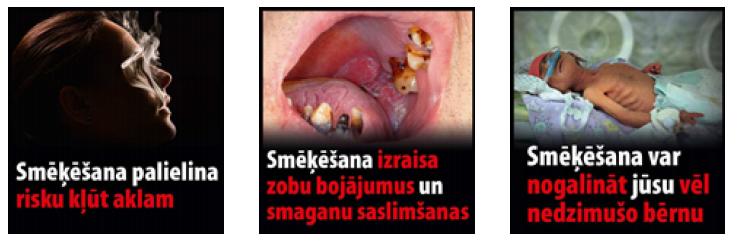 Smēķēšana palielina
risku kļūt aklam
Smēķēšana izraisa
zobu bojājumus un
smaganu saslimšanas
Smēķēšana var
nogalināt jūsu vēl
nedzimušo bērnu